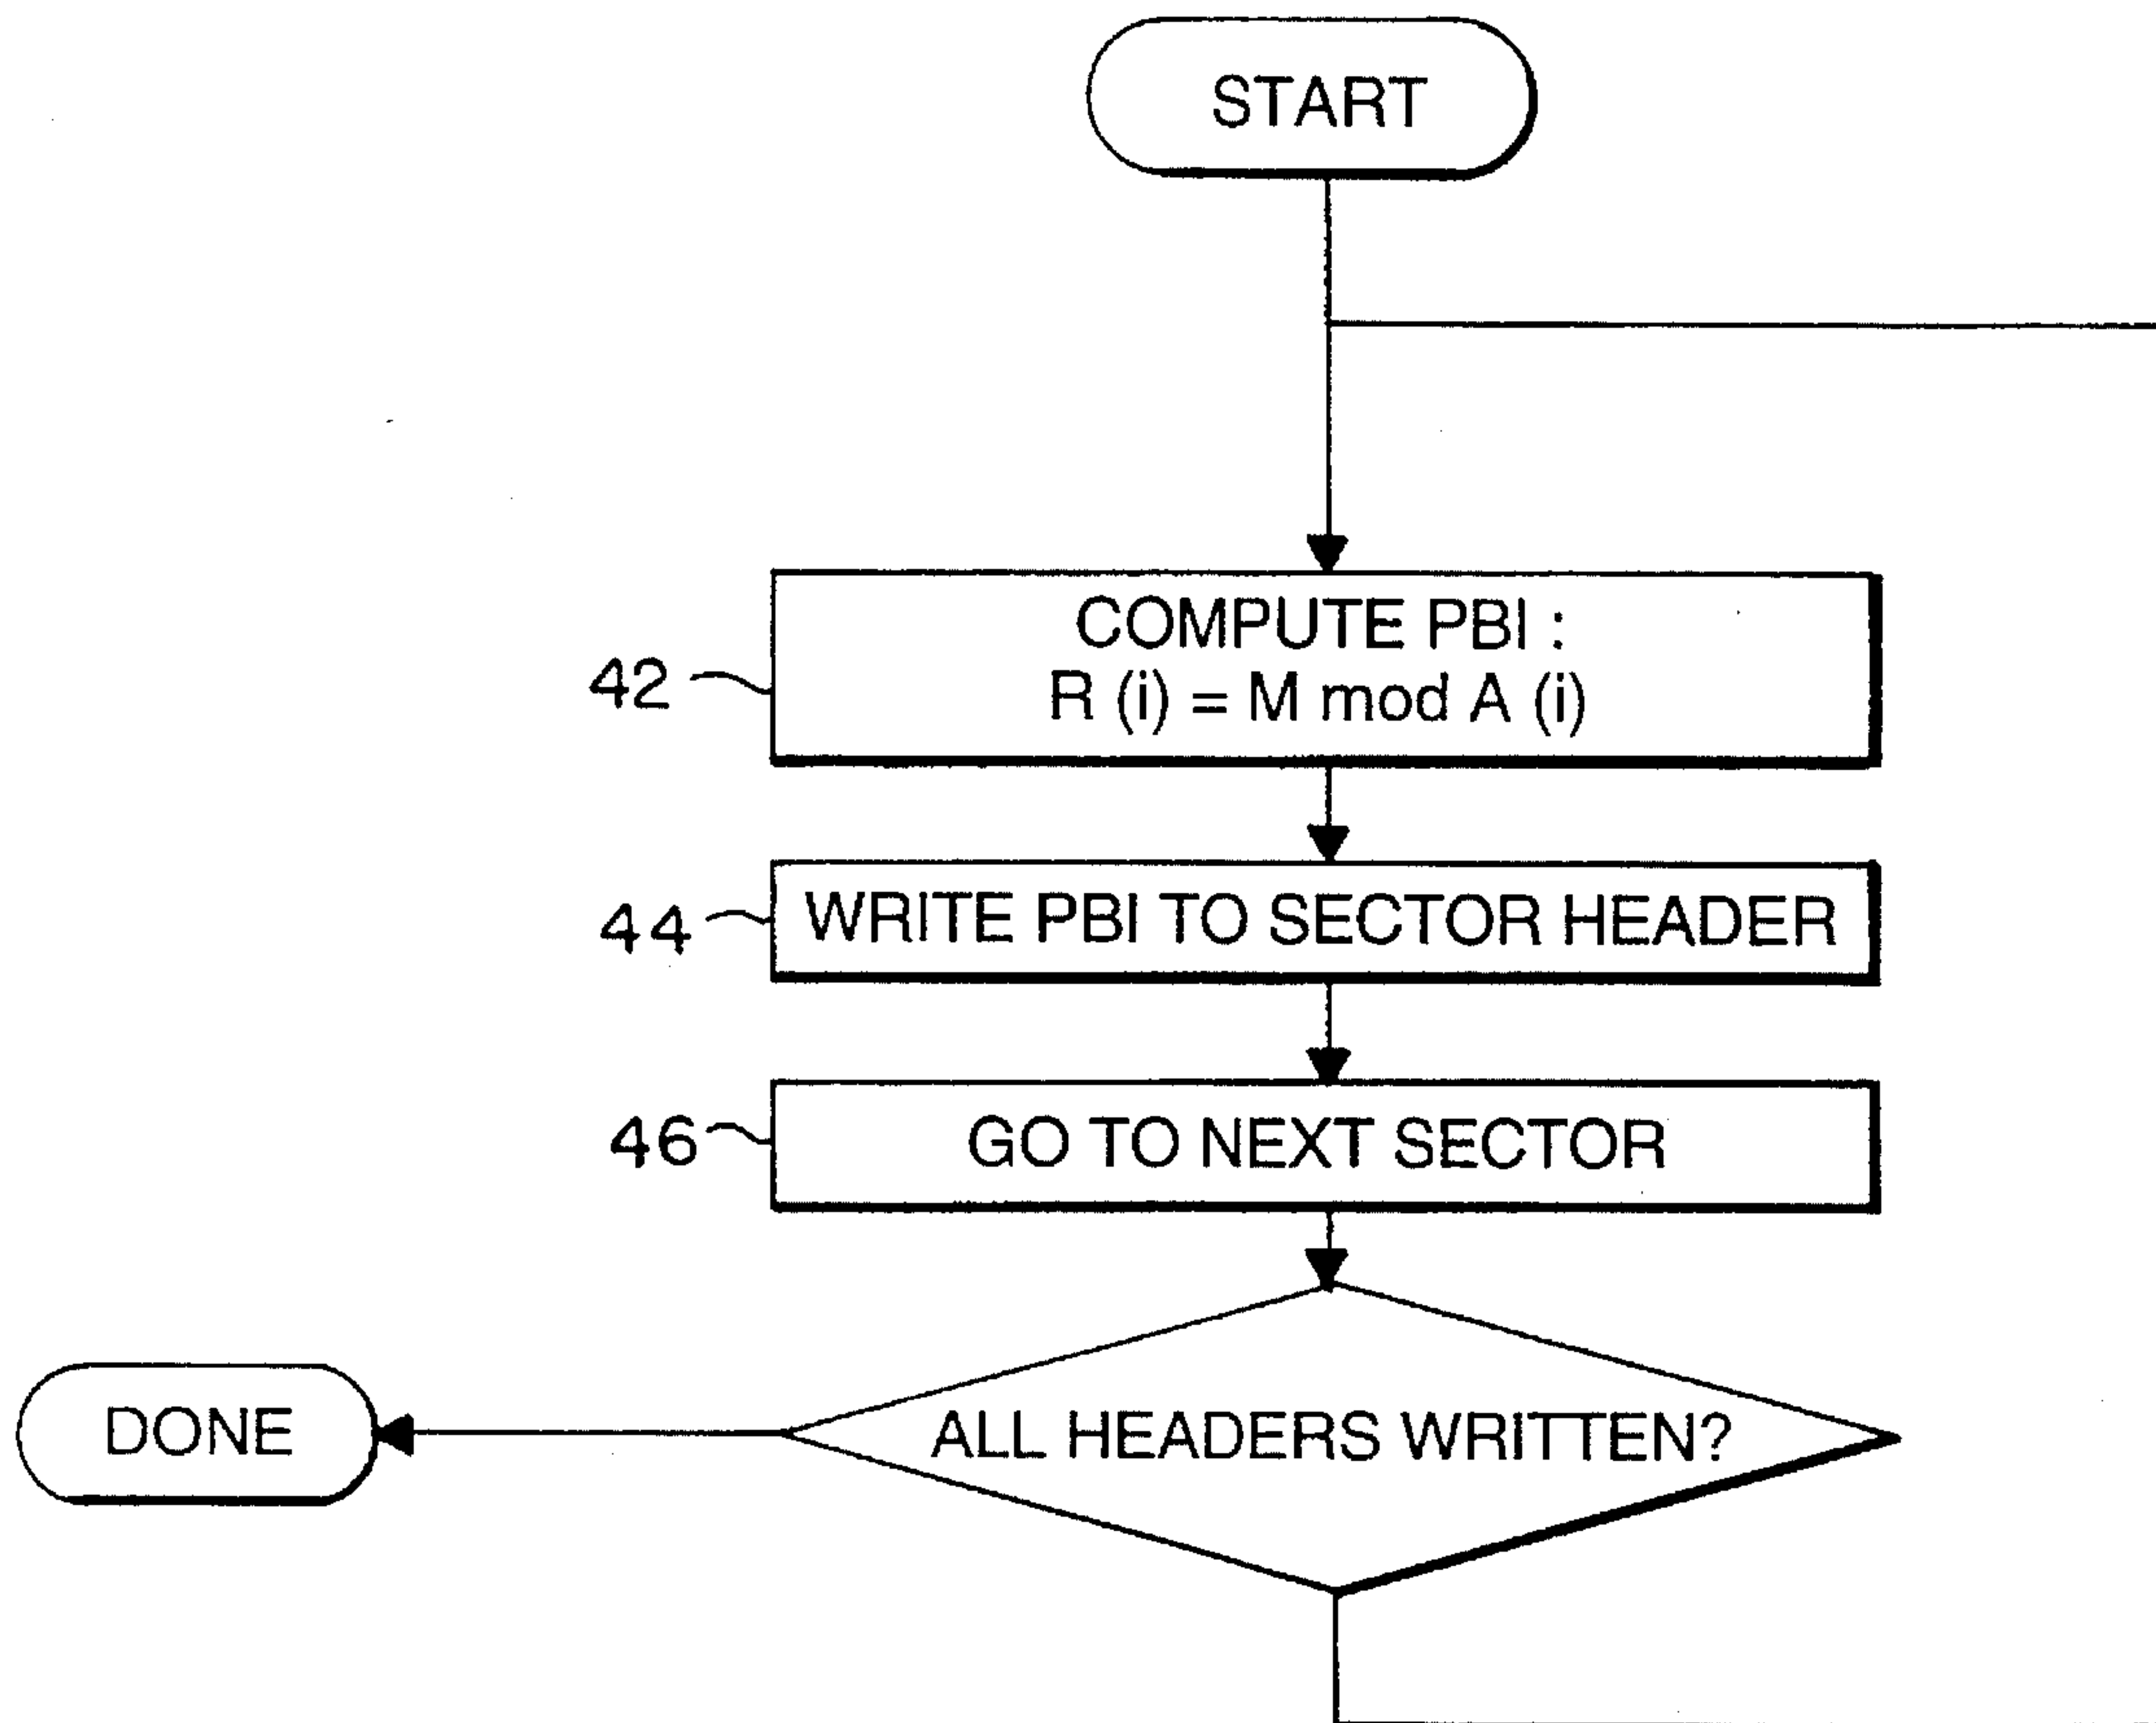 START
COMPUTE PBI :
R (i) = M mod A (i)
42
WRITE PBI TO SECTOR HEADER
44
GO TO NEXT SECTOR
46
ALL HEADERS WRITTEN?
DONE